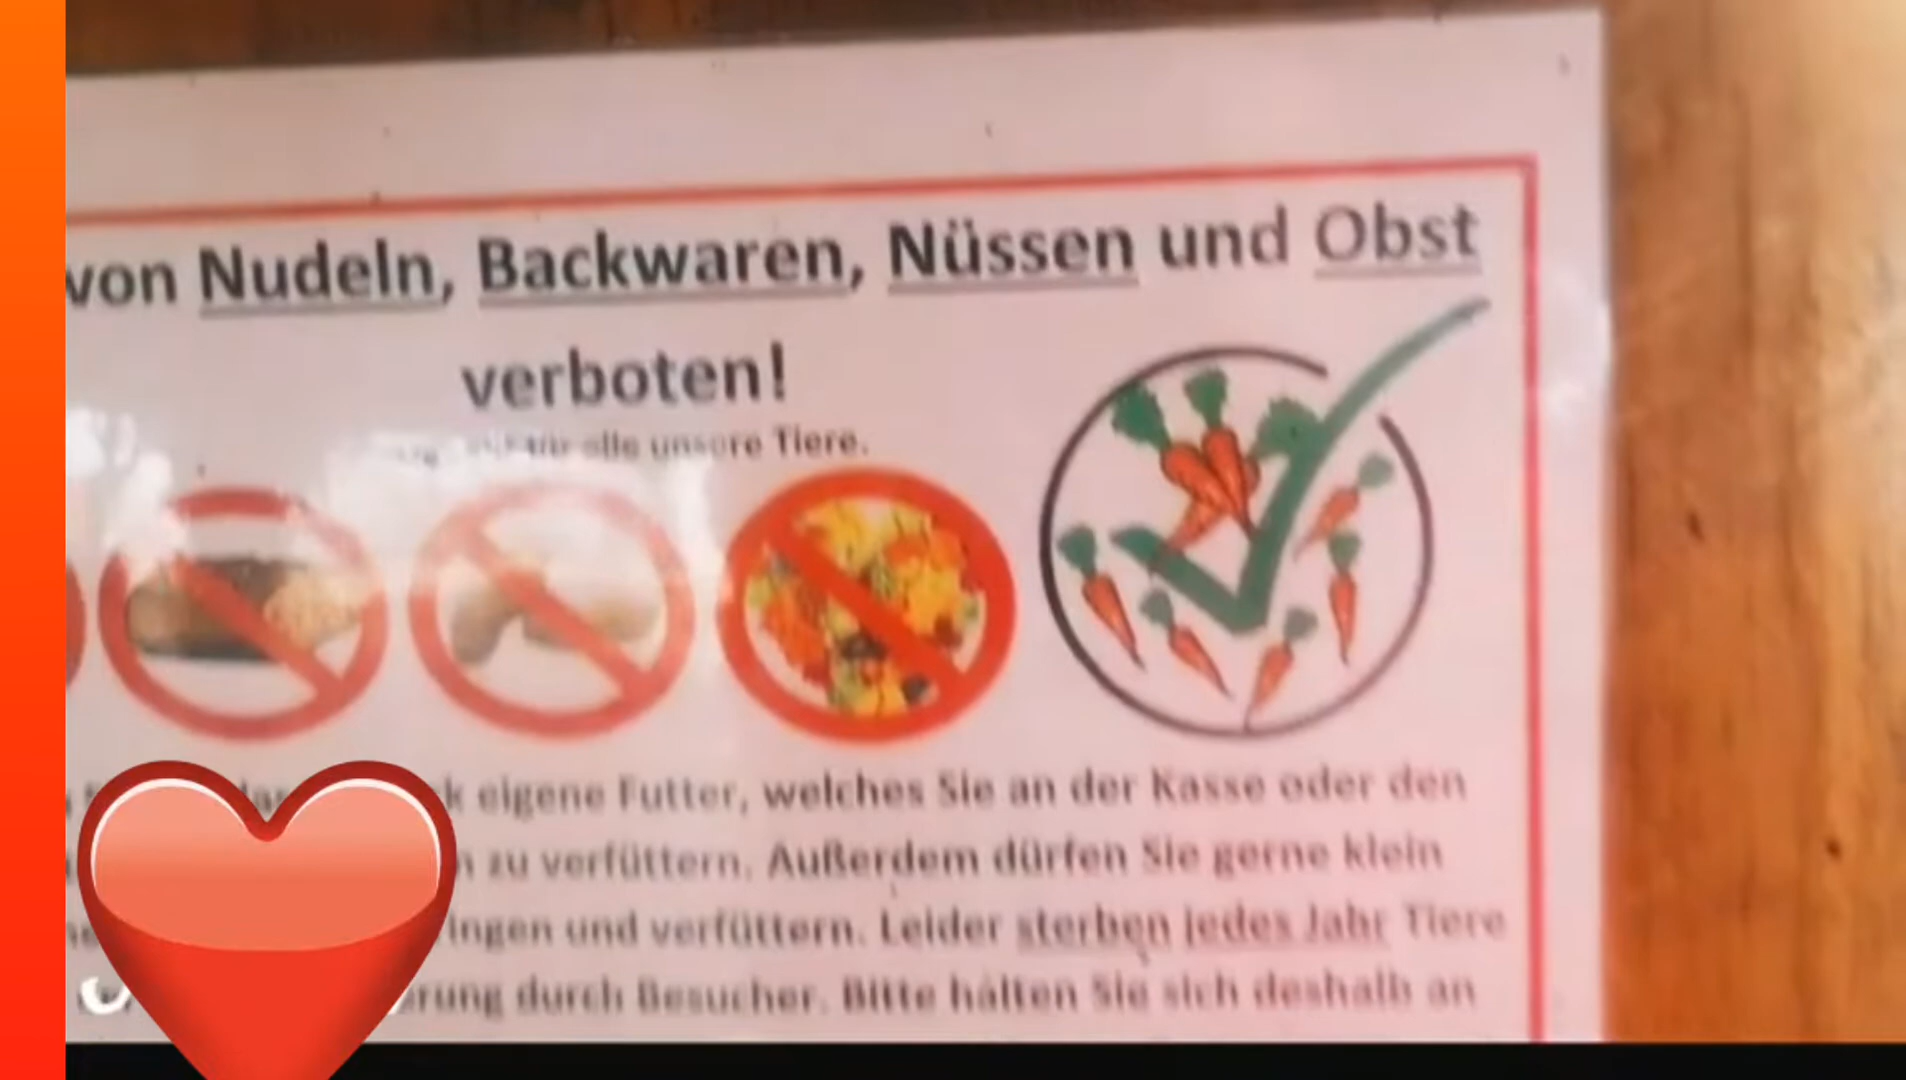 von Nudeln, Backwaren, Nüssen und Obst
verboten!
für alle unsere Tiere.
eigene Futter, welches Sie an der Kasse oder den
zu verfüttern. Außerdem dürfen Sie gerne klein
und verfüttern. Leider sterben jedes Jahr Tiere
durch Besucher. Bitte halten Sie sich deshalb an